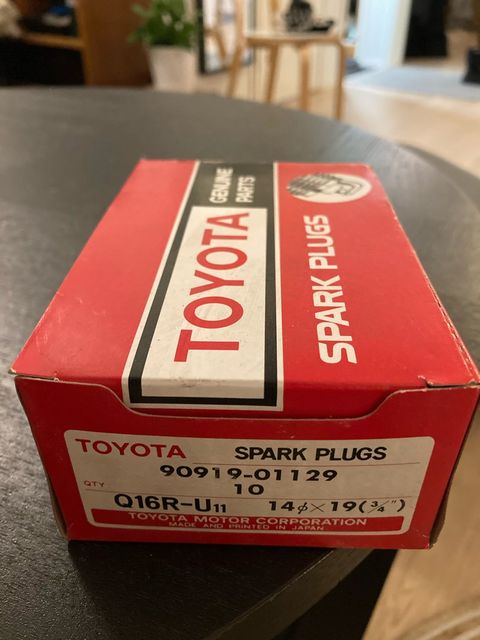 TOYOTA
GENUINE
PARTS
SPARK PLUGS
TOYOTA SPARK PLUGS
90919-01129
QTY 10
Q16R-U11 14φ×19(3/4")
TOYOTA MOTOR CORPORATION
MADE AND PRINTED IN JAPAN